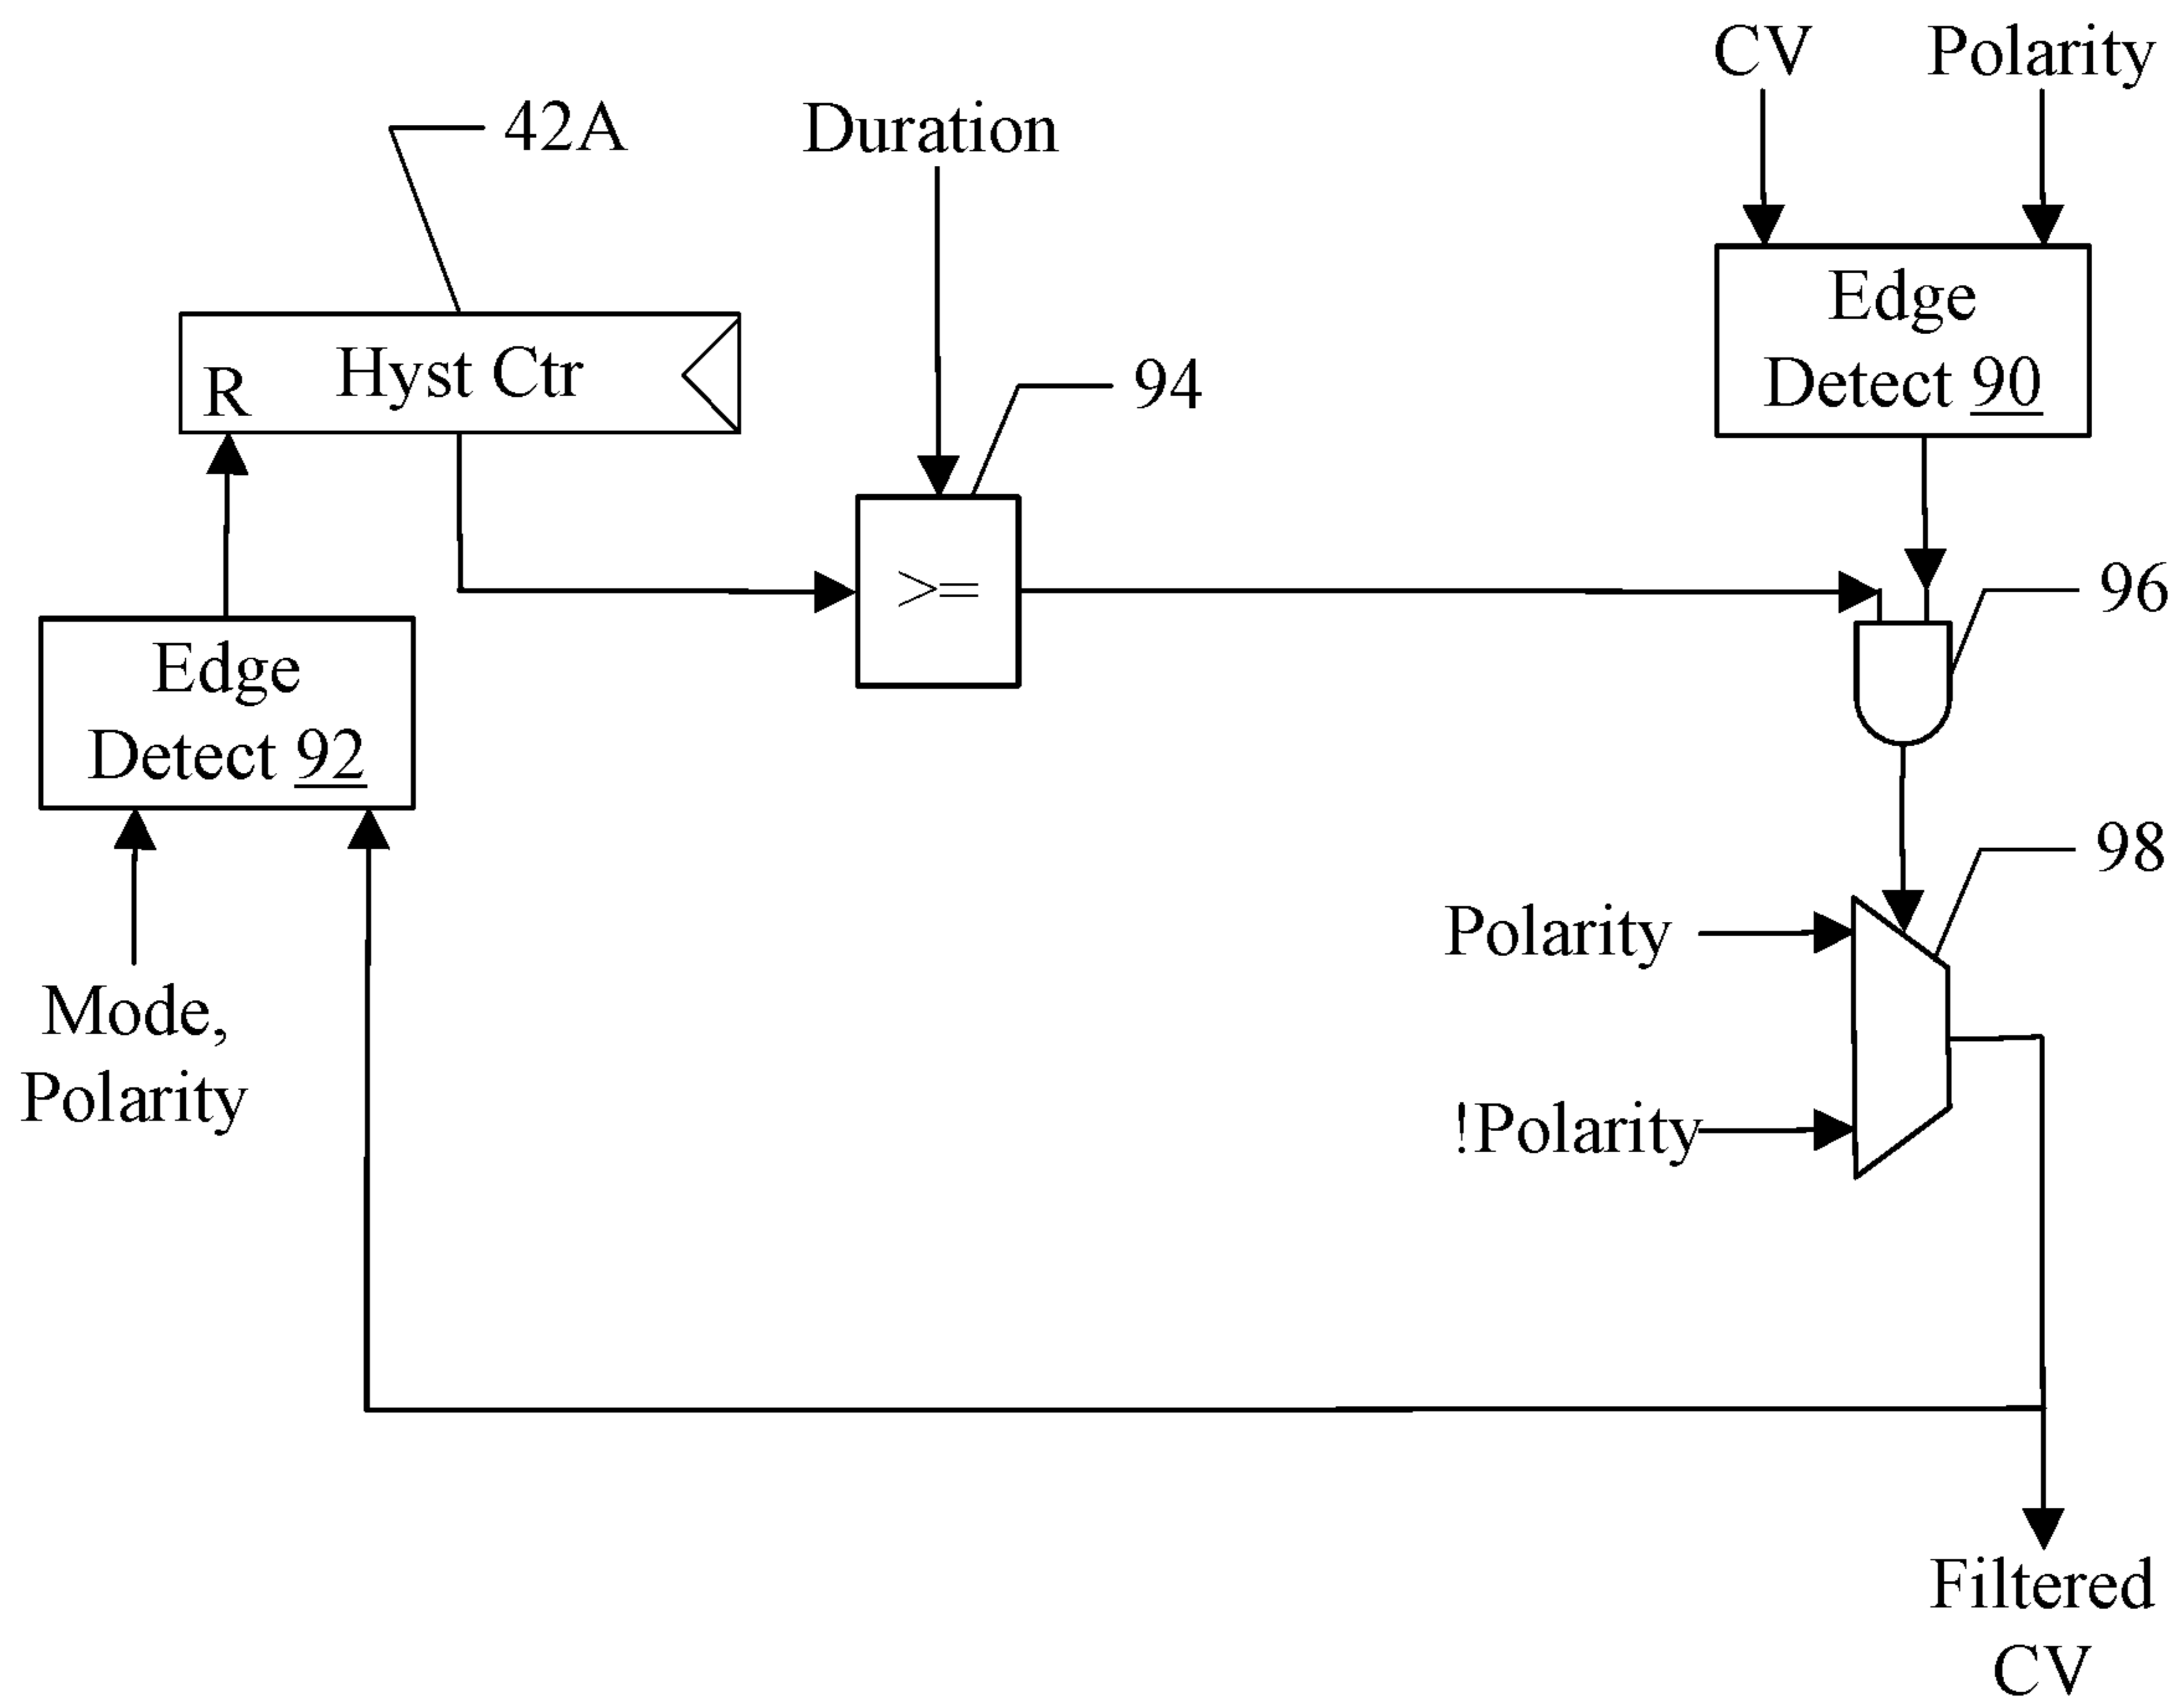 CV
Polarity
42A
Duration
Edge
Detect 90
Hyst Ctr
R
94
>=
96
Edge
Detect 92
98
Polarity
Mode,
Polarity
!Polarity
Filtered
CV